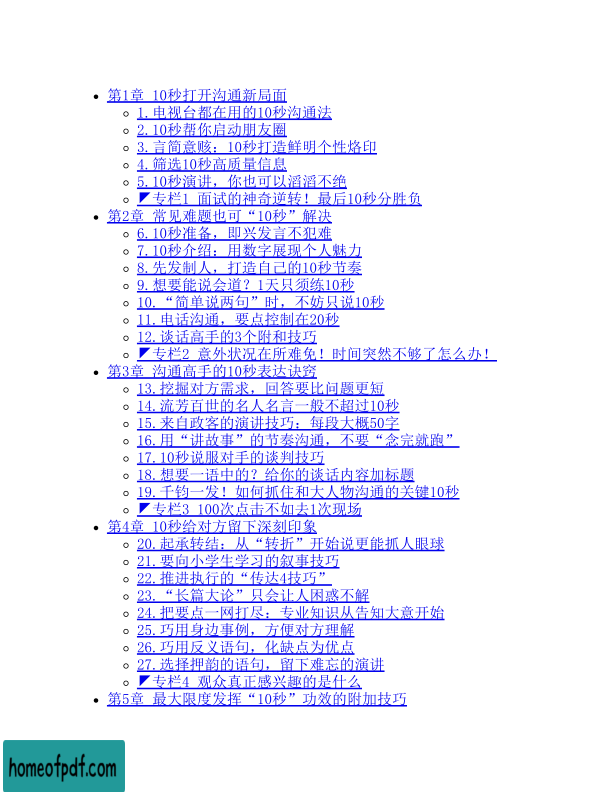 第1章 10秒打开沟通新局面
1.电视台都在用的10秒沟通法
2.10秒帮你启动朋友圈
3.言简意赅：10秒打造鲜明个性烙印
4.筛选10秒高质量信息
5.10秒演讲，你也可以滔滔不绝
◤专栏1 面试的神奇逆转！最后10秒分胜负
第2章 常见难题也可“10秒”解决
6.10秒准备，即兴发言不犯难
7.10秒介绍：用数字展现个人魅力
8.先发制人，打造自己的10秒节奏
9.想要能说会道？1天只须练10秒
10.“简单说两句”时，不妨只说10秒
11.电话沟通，要点控制在20秒
12.谈话高手的3个附和技巧
◤专栏2 意外状况在所难免！时间突然不够了怎么办！
第3章 沟通高手的10秒表达诀窍
13.挖掘对方需求，回答要比问题更短
14.流芳百世的名人名言一般不超过10秒
15.来自政客的演讲技巧：每段大概50字
16.用“讲故事”的节奏沟通，不要“念完就跑”
17.10秒说服对手的谈判技巧
18.想要一语中的？给你的谈话内容加标题
19.千钧一发！如何抓住和大人物沟通的关键10秒
◤专栏3 100次点击不如去1次现场
第4章 10秒给对方留下深刻印象
20.起承转结：从“转折”开始说更能抓人眼球
21.要向小学生学习的叙事技巧
22.推进执行的“传达4技巧”
23.“长篇大论”只会让人困惑不解
24.把要点一网打尽：专业知识从告知大意开始
25.巧用身边事例，方便对方理解
26.巧用反义语句，化缺点为优点
27.选择押韵的语句，留下难忘的演讲
◤专栏4 观众真正感兴趣的是什么
第5章 最大限度发挥“10秒”功效的附加技巧
homeofpdf.com